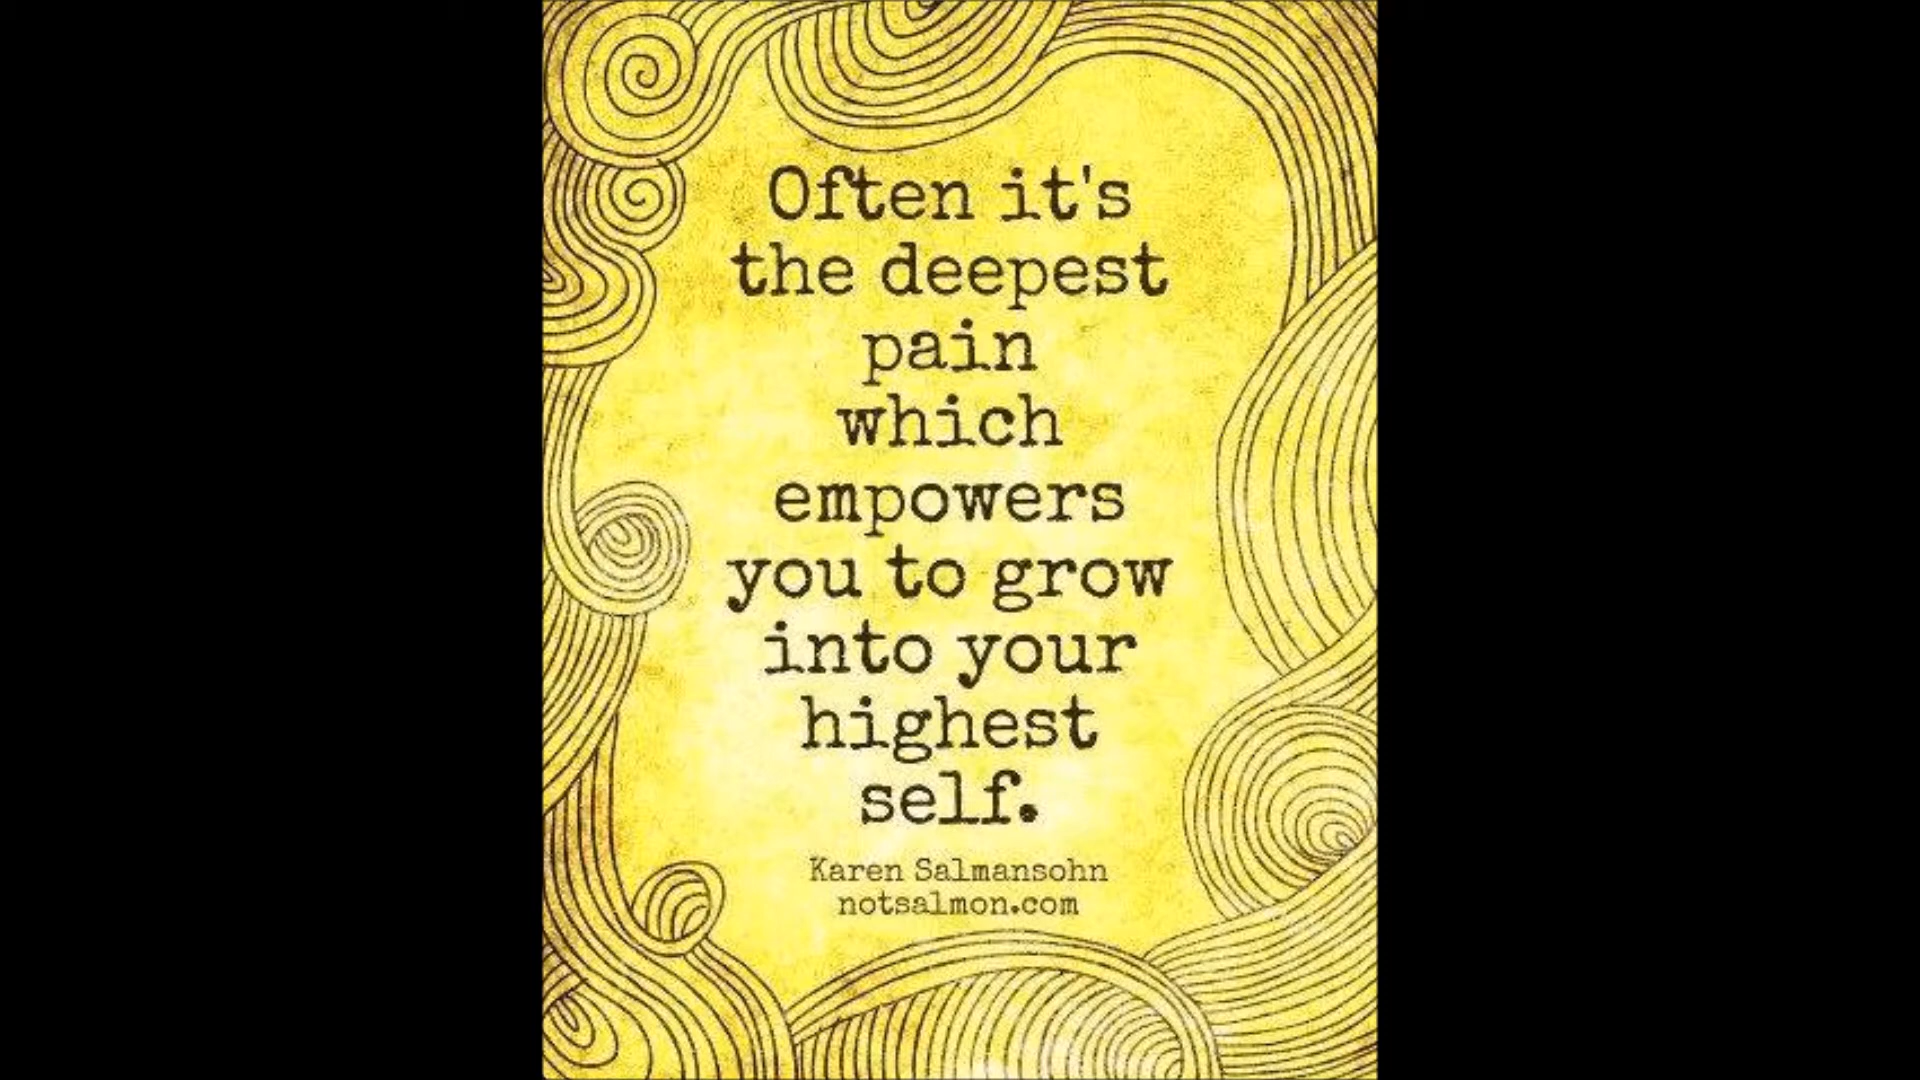 Often it's
the deepest
pain
which
empowers
you to grow
into your
highest
self.
Karen Salmansohn
notsalmon.com